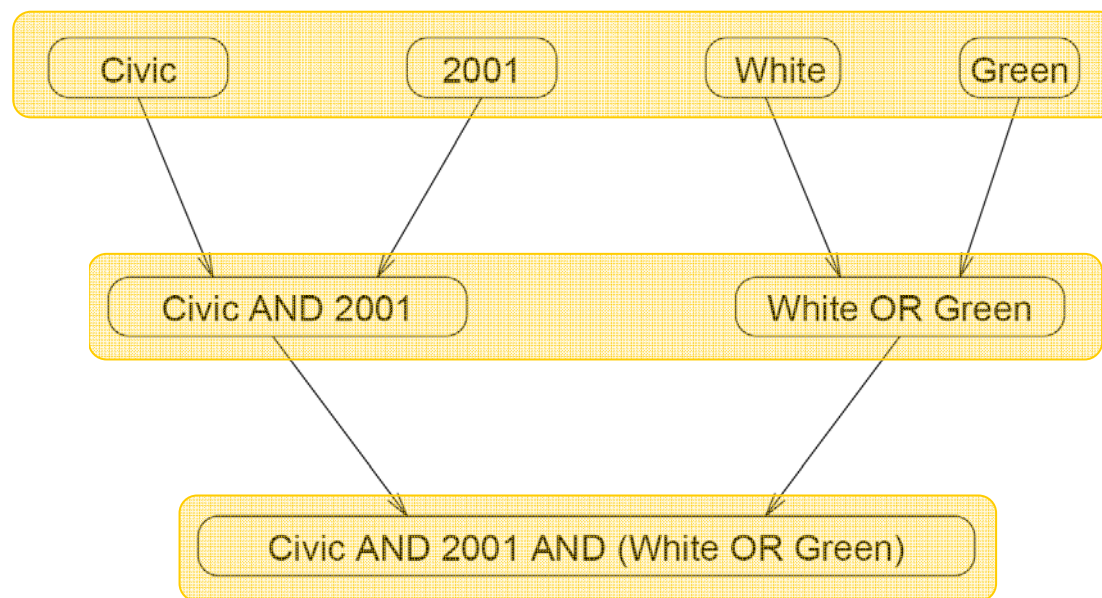 Civic
2001
White
Green
Civic AND 2001
White OR Green
Civic AND 2001 AND (White OR Green)